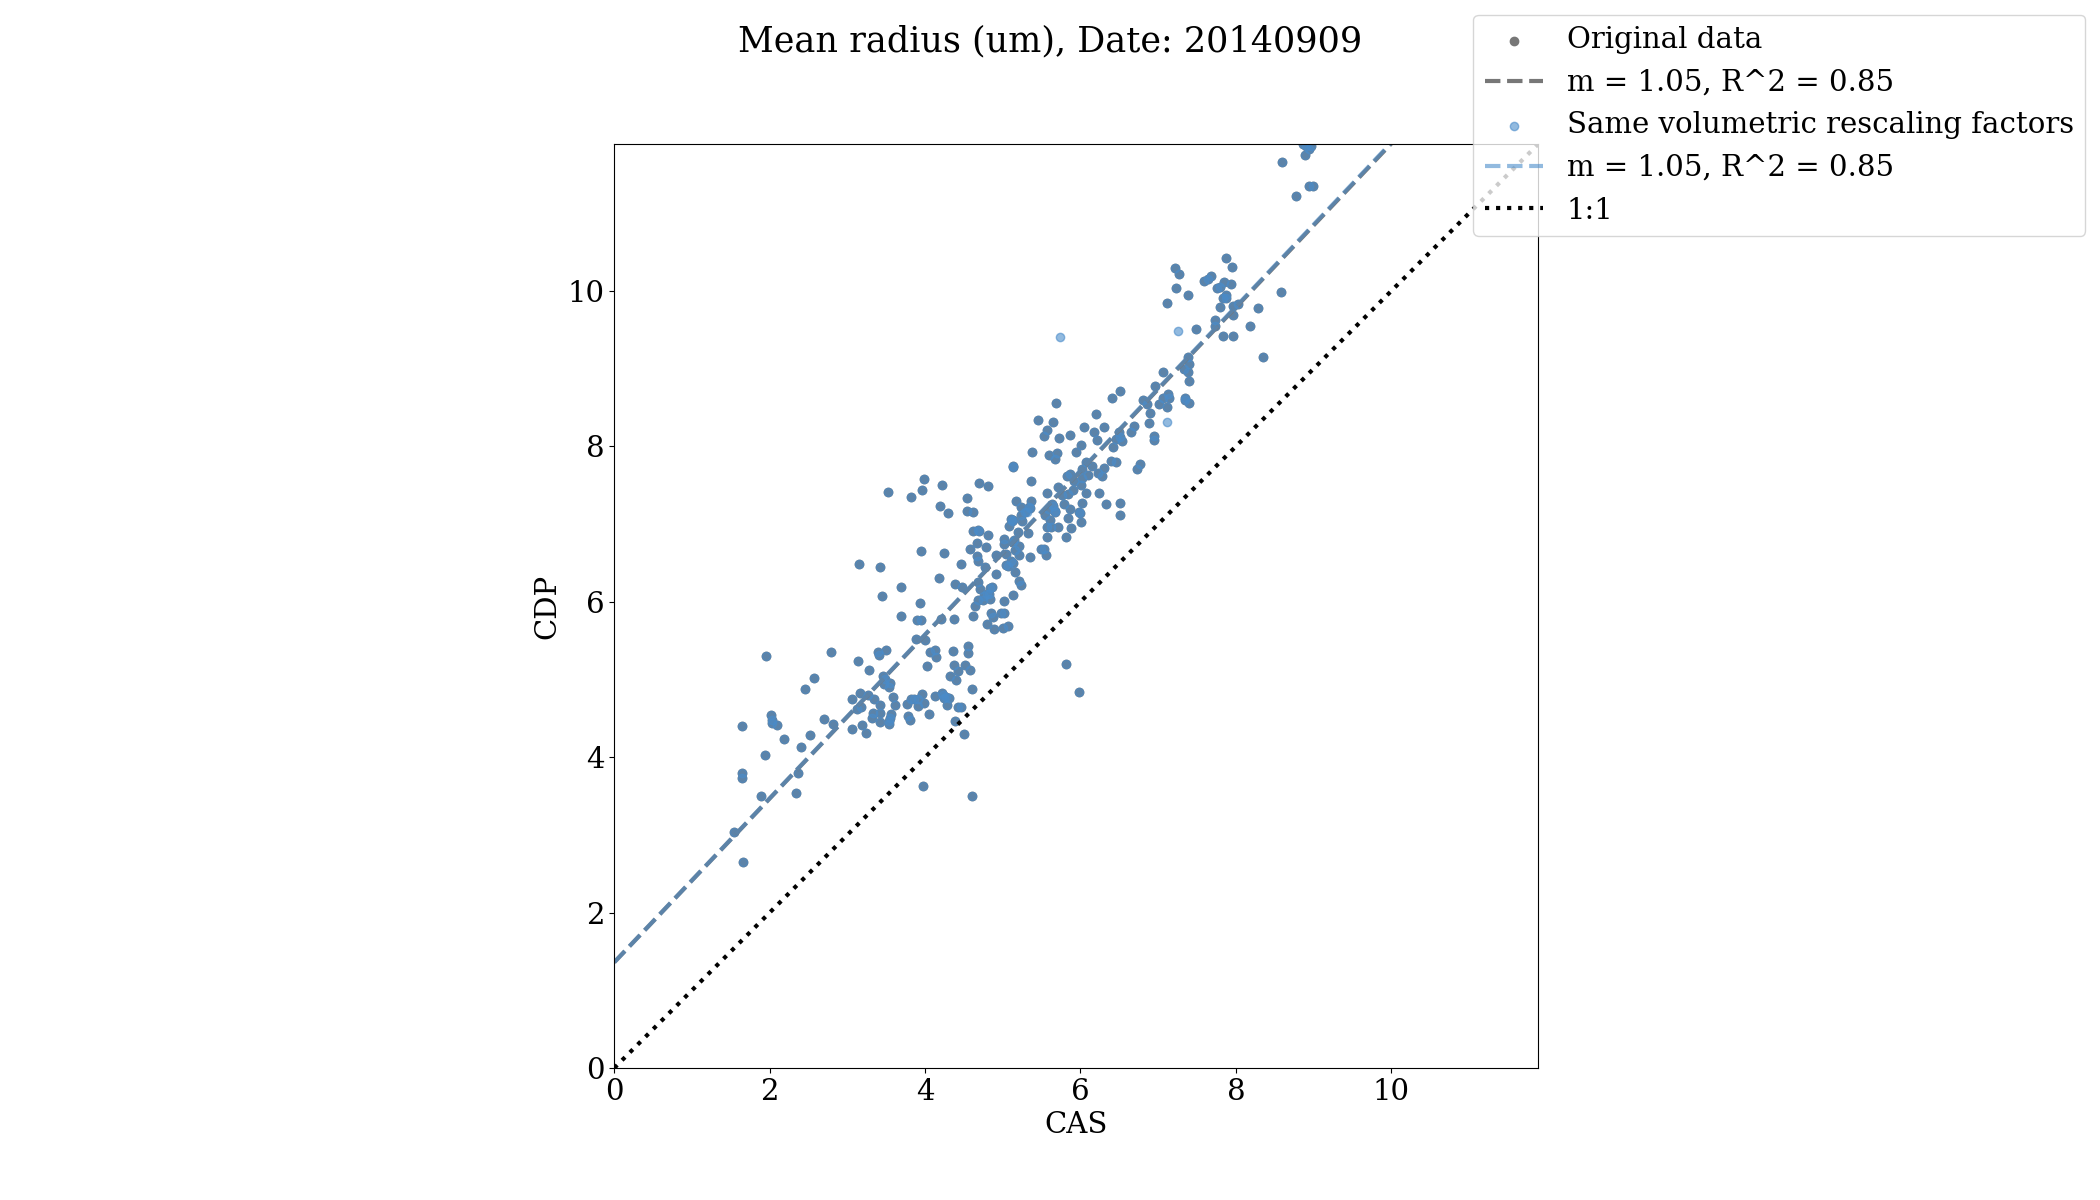 Mean radius (um), Date: 20140909
Original data
m = 1.05, R^2 = 0.85
Same volumetric rescaling factors
m = 1.05, R^2 = 0.85
1:1
10
8
6
4
2
0
CDP
0 2 4 6 8 10
CAS